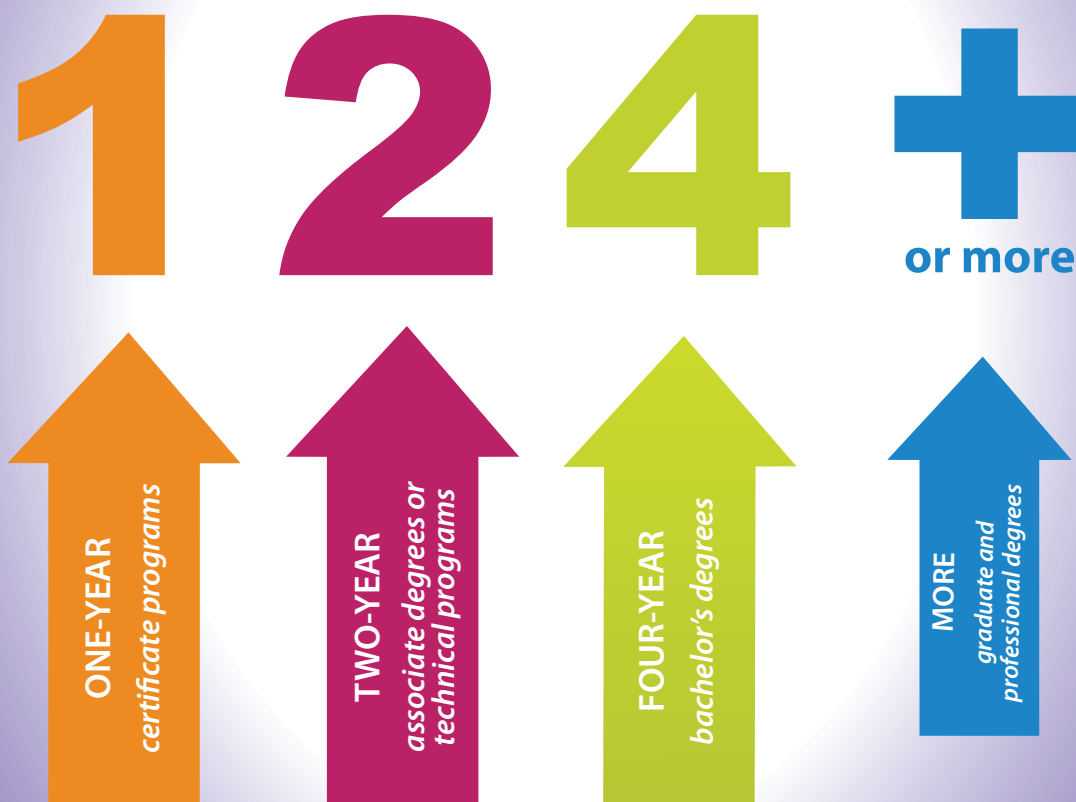 1 2 4 +
or more
ONE-YEAR
certificate programs
TWO-YEAR
associate degrees or
technical programs
FOUR-YEAR
bachelor's degrees
MORE
graduate and
professional degrees